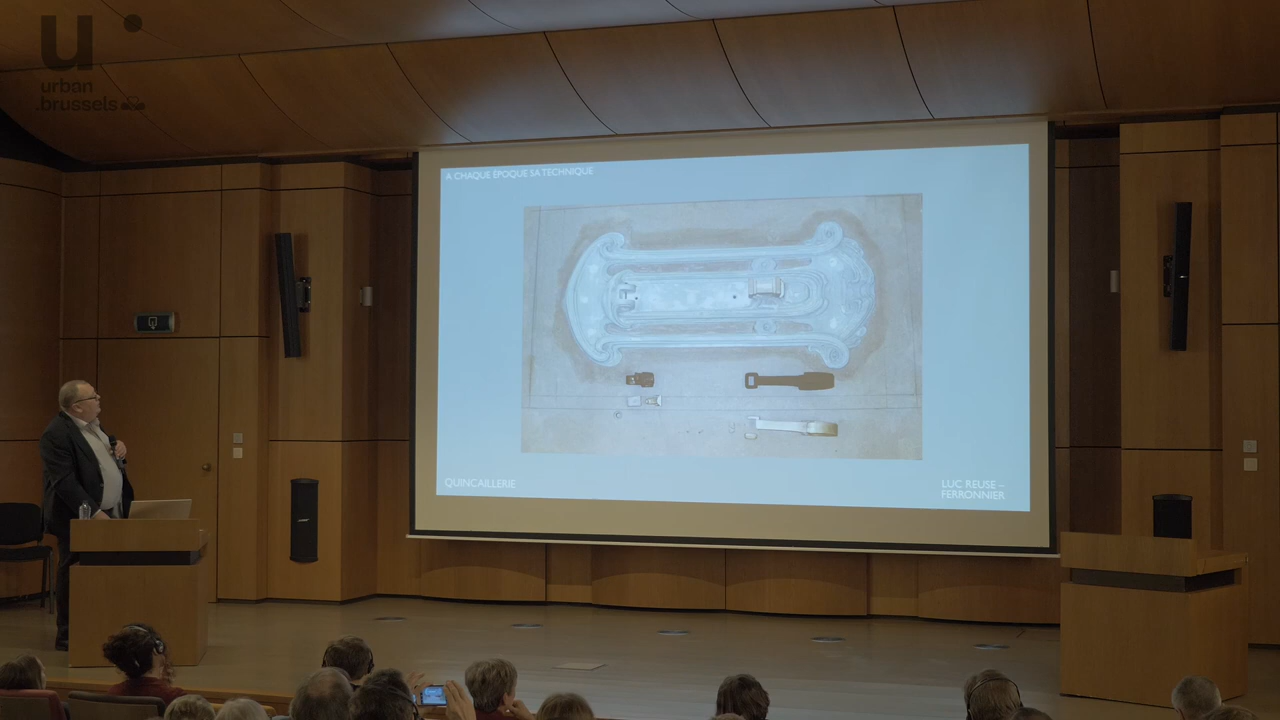 u
urban
.brussels
A CHAQUE ÉPOQUE SA TECHNIQUE
QUINCAILLERIE
LUC REUSE –
FERRONNIER